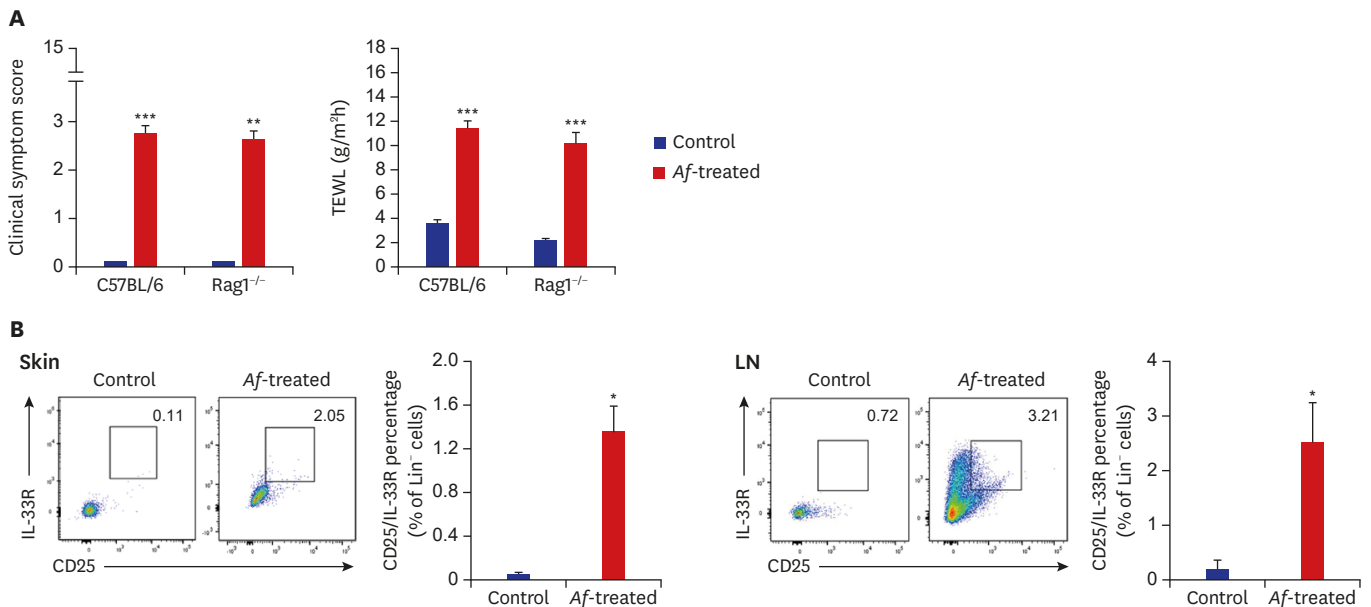 A
Clinical symptom score
15
3
2
1
0
***
**
C57BL/6
Rag1⁻/⁻
TEWL (g/m²h)
18
16
14
12
10
8
6
4
2
0
***
***
C57BL/6
Rag1⁻/⁻
Control
Af-treated
B
Skin
Control
Af-treated
0.11
2.05
IL-33R
CD25
CD25/IL-33R percentage
(% of Lin⁻ cells)
2.0
1.6
1.2
0.8
0.4
0
*
Control
Af-treated
LN
Control
Af-treated
0.72
3.21
IL-33R
CD25
CD25/IL-33R percentage
(% of Lin⁻ cells)
4
3
2
1
0
*
Control
Af-treated